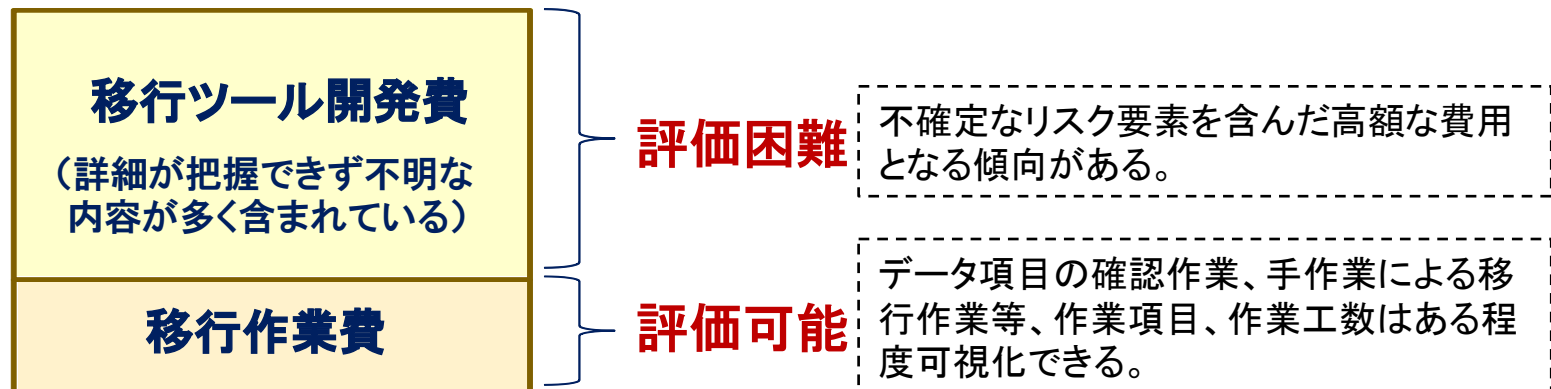 移行ツール開発費
（詳細が把握できず不明な
内容が多く含まれている）
評価困難
不確定なリスク要素を含んだ高額な費用
となる傾向がある。
移行作業費
評価可能
データ項目の確認作業、手作業による移
行作業等、作業項目、作業工数はある程
度可視化できる。